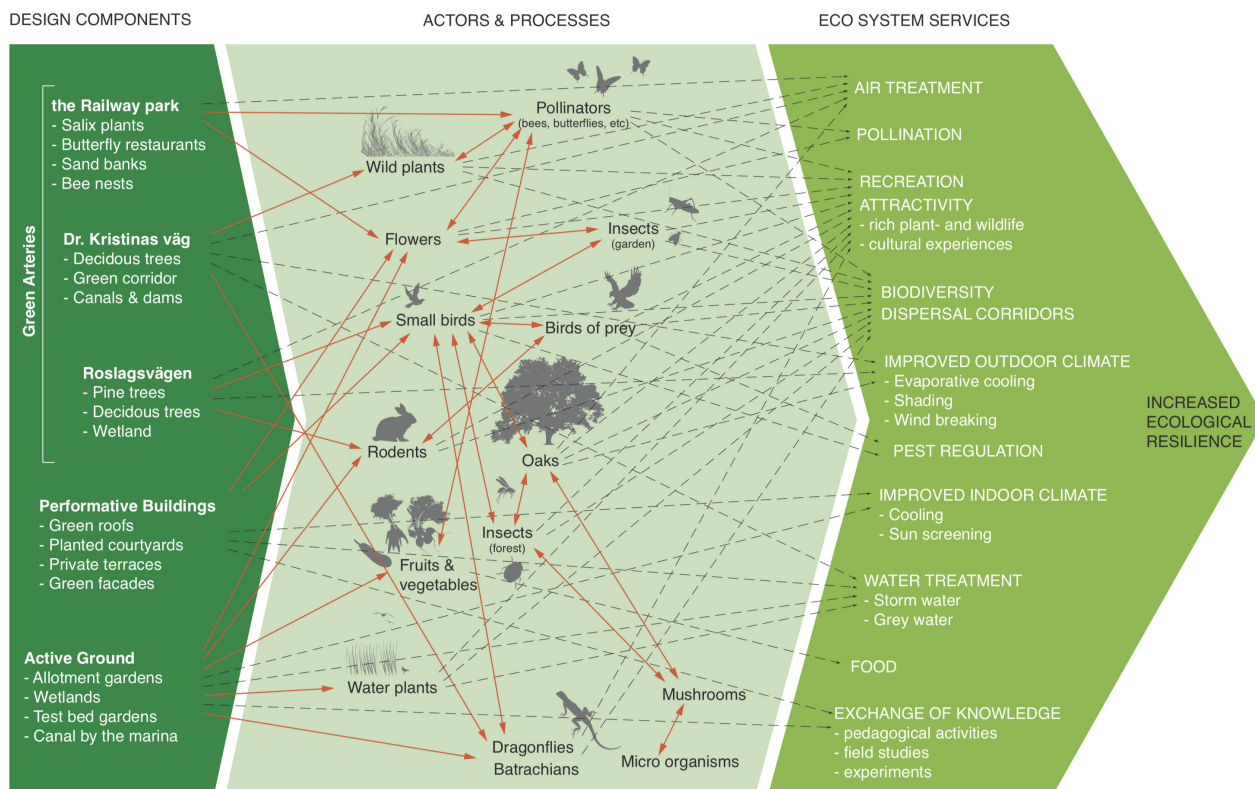 DESIGN COMPONENTS
ACTORS & PROCESSES
ECO SYSTEM SERVICES
Green Arteries
the Railway park
- Salix plants
- Butterfly restaurants
- Sand banks
- Bee nests
Dr. Kristinas väg
- Decidous trees
- Green corridor
- Canals & dams
Roslagsvägen
- Pine trees
- Decidous trees
- Wetland
Performative Buildings
- Green roofs
- Planted courtyards
- Private terraces
- Green facades
Active Ground
- Allotment gardens
- Wetlands
- Test bed gardens
- Canal by the marina
Pollinators
(bees, butterflies, etc)
Wild plants
Flowers
Insects
(garden)
Small birds
Birds of prey
Rodents
Oaks
Insects
(forest)
Fruits &
vegetables
Water plants
Mushrooms
Dragonflies
Batrachians
Micro organisms
AIR TREATMENT
POLLINATION
RECREATION
ATTRACTIVITY
- rich plant- and wildlife
- cultural experiences
BIODIVERSITY
DISPERSAL CORRIDORS
IMPROVED OUTDOOR CLIMATE
- Evaporative cooling
- Shading
- Wind breaking
PEST REGULATION
IMPROVED INDOOR CLIMATE
- Cooling
- Sun screening
WATER TREATMENT
- Storm water
- Grey water
FOOD
EXCHANGE OF KNOWLEDGE
- pedagogical activities
- field studies
- experiments
INCREASED
ECOLOGICAL
RESILIENCE